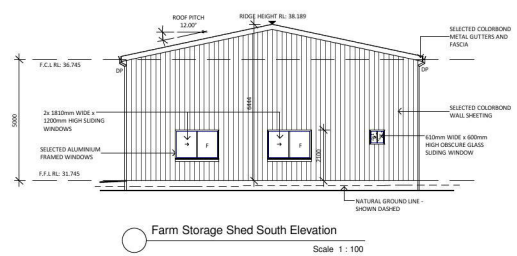 ROOF PITCH
12.00°
RIDGE HEIGHT RL: 38.189
SELECTED COLORBOND
METAL GUTTERS AND
FASCIA
F.C.L RL: 36.745
DP
DP
5000
6444
2x 1810mm WIDE x
1200mm HIGH SLIDING
WINDOWS
SELECTED COLORBOND
WALL SHEETING
610mm WIDE x 600mm
HIGH OBSCURE GLASS
SLIDING WINDOW
SELECTED ALUMINIUM
FRAMED WINDOWS
F
F
2100
F.F.L RL: 31.745
NATURAL GROUND LINE -
SHOWN DASHED
Farm Storage Shed South Elevation
Scale 1 : 100